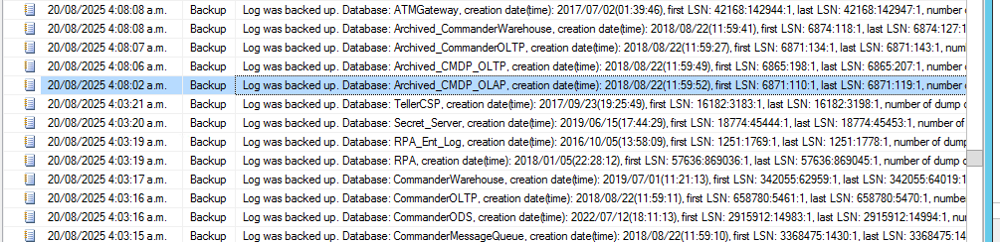 20/08/2025 4:08:08 a.m. Backup Log was backed up. Database: ATMGateway, creation date(time): 2017/07/02(01:39:46), first LSN: 42168:142944:1, last LSN: 42168:142947:1, number
20/08/2025 4:08:08 a.m. Backup Log was backed up. Database: Archived_CommanderWarehouse, creation date(time): 2018/08/22(11:59:41), first LSN: 6874:118:1, last LSN: 6874:127:1
20/08/2025 4:08:07 a.m. Backup Log was backed up. Database: Archived_CommanderOLTP, creation date(time): 2018/08/22(11:59:27), first LSN: 6871:134:1, last LSN: 6871:143:1, num
20/08/2025 4:08:06 a.m. Backup Log was backed up. Database: Archived_CMDP_OLTP, creation date(time): 2018/08/22(11:59:49), first LSN: 6865:198:1, last LSN: 6865:207:1, number
20/08/2025 4:08:02 a.m. Backup Log was backed up. Database: Archived_CMDP_OLAP, creation date(time): 2018/08/22(11:59:52), first LSN: 6871:110:1, last LSN: 6871:119:1, number
20/08/2025 4:03:21 a.m. Backup Log was backed up. Database: TellerCSP, creation date(time): 2017/09/23(19:25:49), first LSN: 16182:3183:1, last LSN: 16182:3198:1, number of dump
20/08/2025 4:03:20 a.m. Backup Log was backed up. Database: Secret_Server, creation date(time): 2019/06/15(17:44:29), first LSN: 18774:45444:1, last LSN: 18774:45453:1, number of
20/08/2025 4:03:19 a.m. Backup Log was backed up. Database: RPA_Ent_Log, creation date(time): 2016/10/05(13:58:09), first LSN: 1251:1769:1, last LSN: 1251:1778:1, number of dump
20/08/2025 4:03:19 a.m. Backup Log was backed up. Database: RPA, creation date(time): 2018/01/05(22:28:12), first LSN: 57636:869036:1, last LSN: 57636:869045:1, number of dump
20/08/2025 4:03:17 a.m. Backup Log was backed up. Database: CommanderWarehouse, creation date(time): 2019/07/01(11:21:13), first LSN: 342055:62959:1, last LSN: 342055:64019:1
20/08/2025 4:03:16 a.m. Backup Log was backed up. Database: CommanderOLTP, creation date(time): 2018/08/22(11:59:11), first LSN: 658780:5461:1, last LSN: 658780:5470:1, number
20/08/2025 4:03:16 a.m. Backup Log was backed up. Database: CommanderODS, creation date(time): 2022/07/12(18:11:13), first LSN: 2915912:14983:1, last LSN: 2915912:14994:1, num
20/08/2025 4:03:15 a.m. Backup Log was backed up. Database: CommanderMessageQueue, creation date(time): 2018/08/22(11:59:10), first LSN: 3368475:1430:1, last LSN: 3368475:14